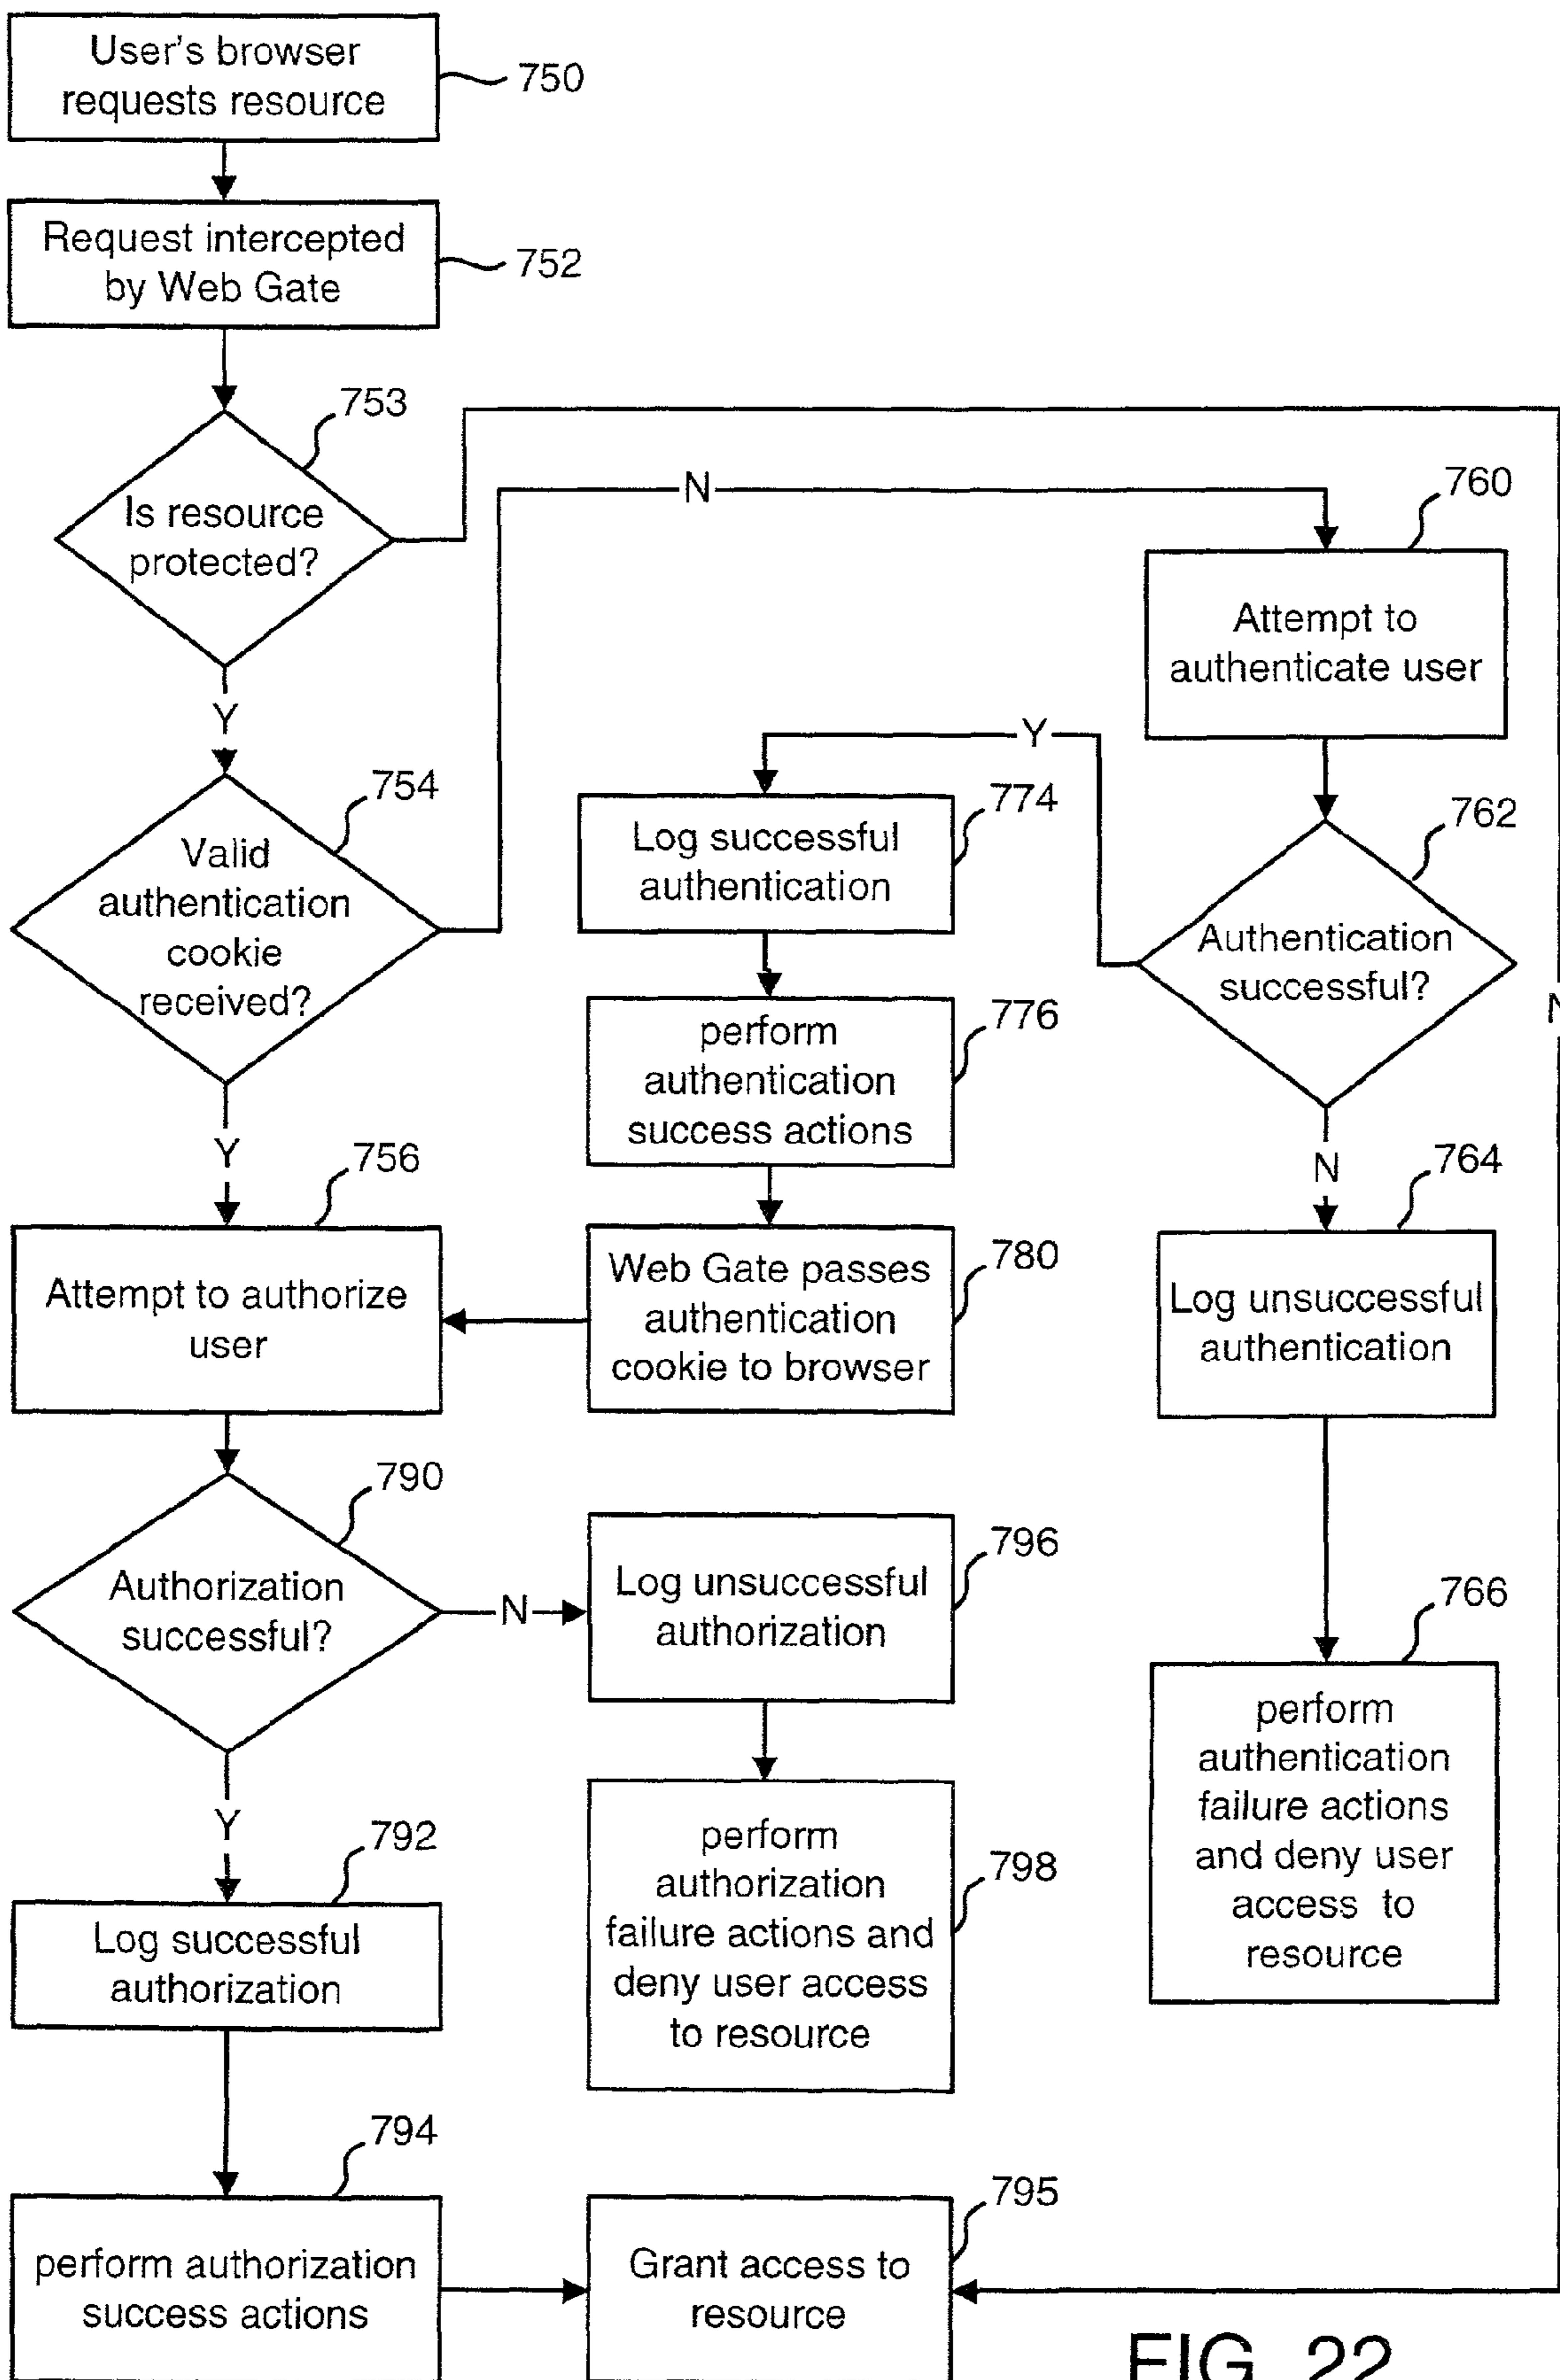 User's browser
requests resource
750
Request intercepted
by Web Gate
752
753
Is resource
protected?
Y
N
760
Attempt to
authenticate user
754
Valid
authentication
cookie
received?
Y
Y
774
Log successful
authentication
762
Authentication
successful?
N
776
perform
authentication
success actions
N
764
Log unsuccessful
authentication
756
Attempt to authorize
user
780
Web Gate passes
authentication
cookie to browser
790
Authorization
successful?
N
796
Log unsuccessful
authorization
766
perform
authentication
failure actions
and deny user
access to
resource
Y
792
Log successful
authorization
798
perform
authorization
failure actions and
deny user access
to resource
794
perform authorization
success actions
795
Grant access to
resource
FIG. 22